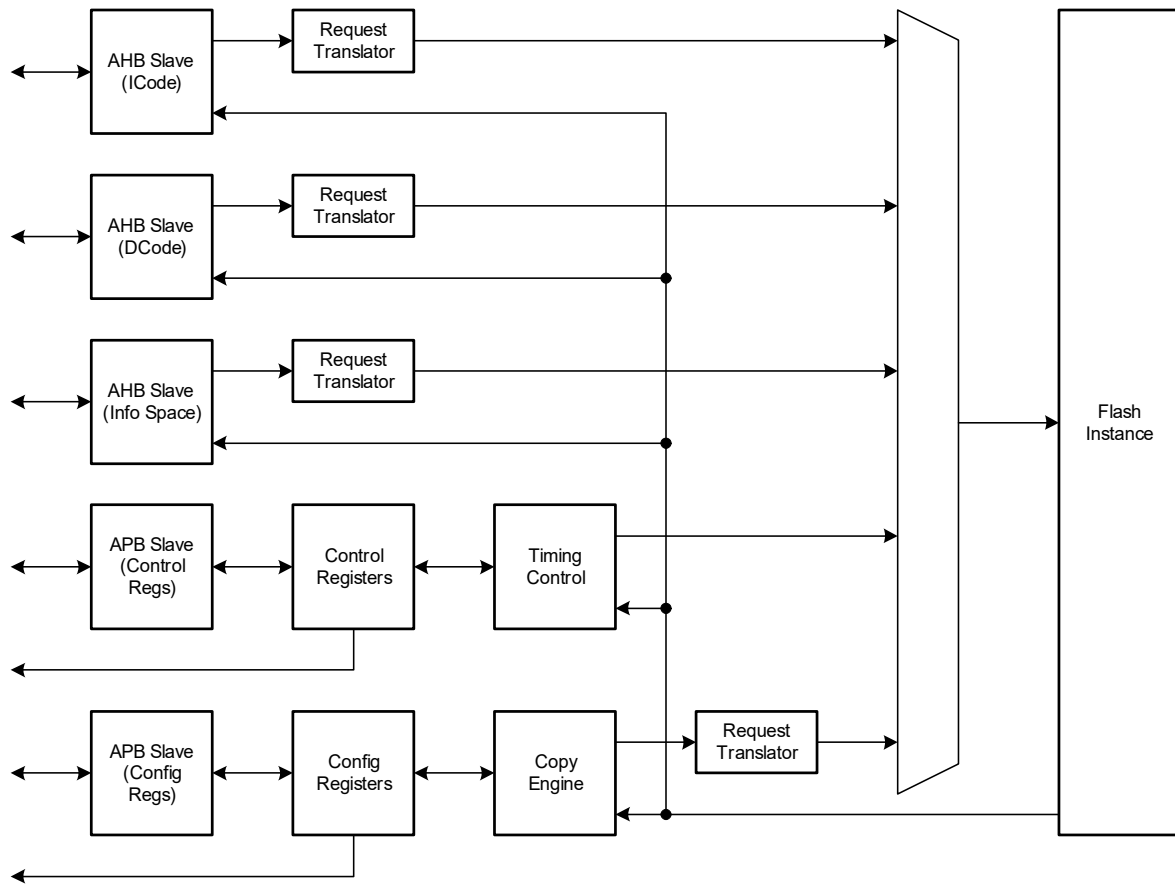 AHB Slave
(ICode)
Request
Translator
AHB Slave
(DCode)
Request
Translator
AHB Slave
(Info Space)
Request
Translator
Flash
Instance
APB Slave
(Control
Regs)
Control
Registers
Timing
Control
APB Slave
(Config
Regs)
Config
Registers
Copy
Engine
Request
Translator